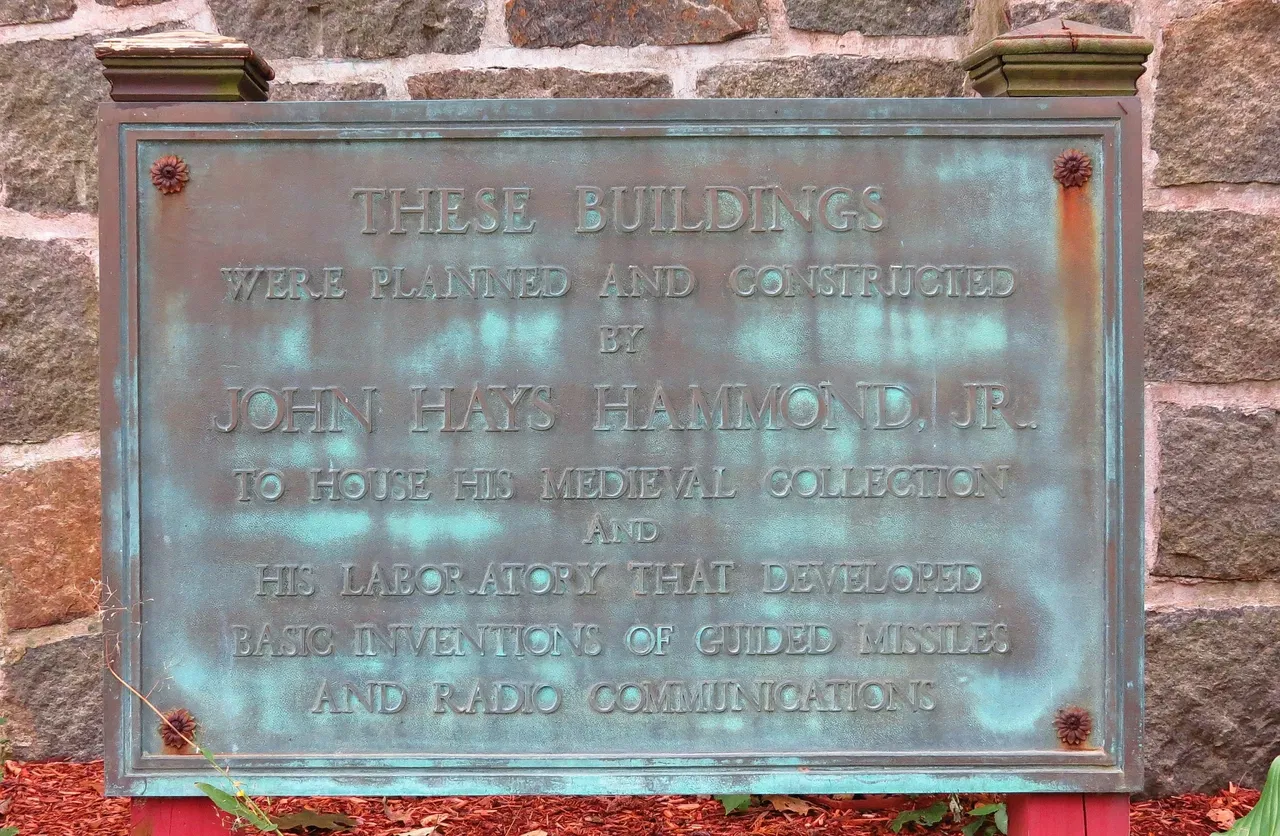 THESE BUILDINGS
WERE PLANNED AND CONSTRUCTED
BY
JOHN HAYS HAMMOND, JR.
TO HOUSE HIS MEDIEVAL COLLECTION
AND
HIS LABORATORY THAT DEVELOPED
BASIC INVENTIONS OF GUIDED MISSILES
AND RADIO COMMUNICATIONS